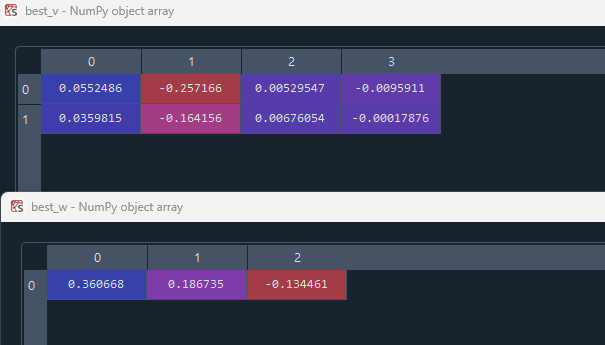 best_v - NumPy object array
0 1 2 3
0 0.0552486 -0.257166 0.00529547 -0.0095911
1 0.0359815 -0.164156 0.00676054 -0.00017876
best_w - NumPy object array
0 1 2
0 0.360668 0.186735 -0.134461